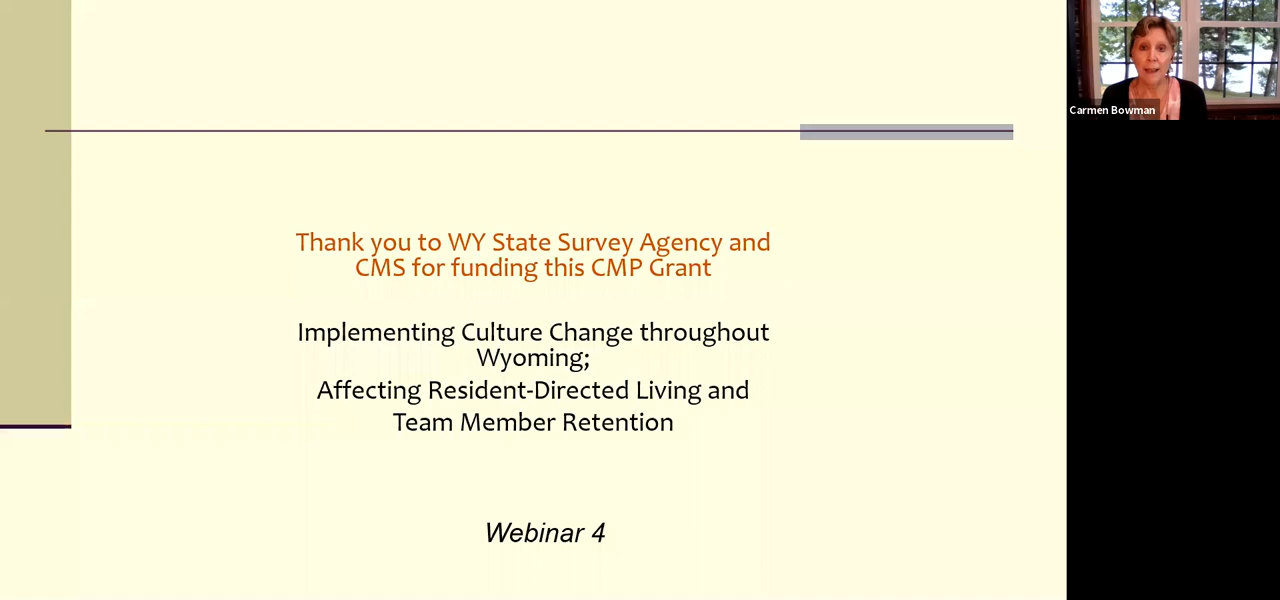 Carmen Bowman
Thank you to WY State Survey Agency and
CMS for funding this CMP Grant
Implementing Culture Change throughout
Wyoming;
Affecting Resident-Directed Living and
Team Member Retention
Webinar 4